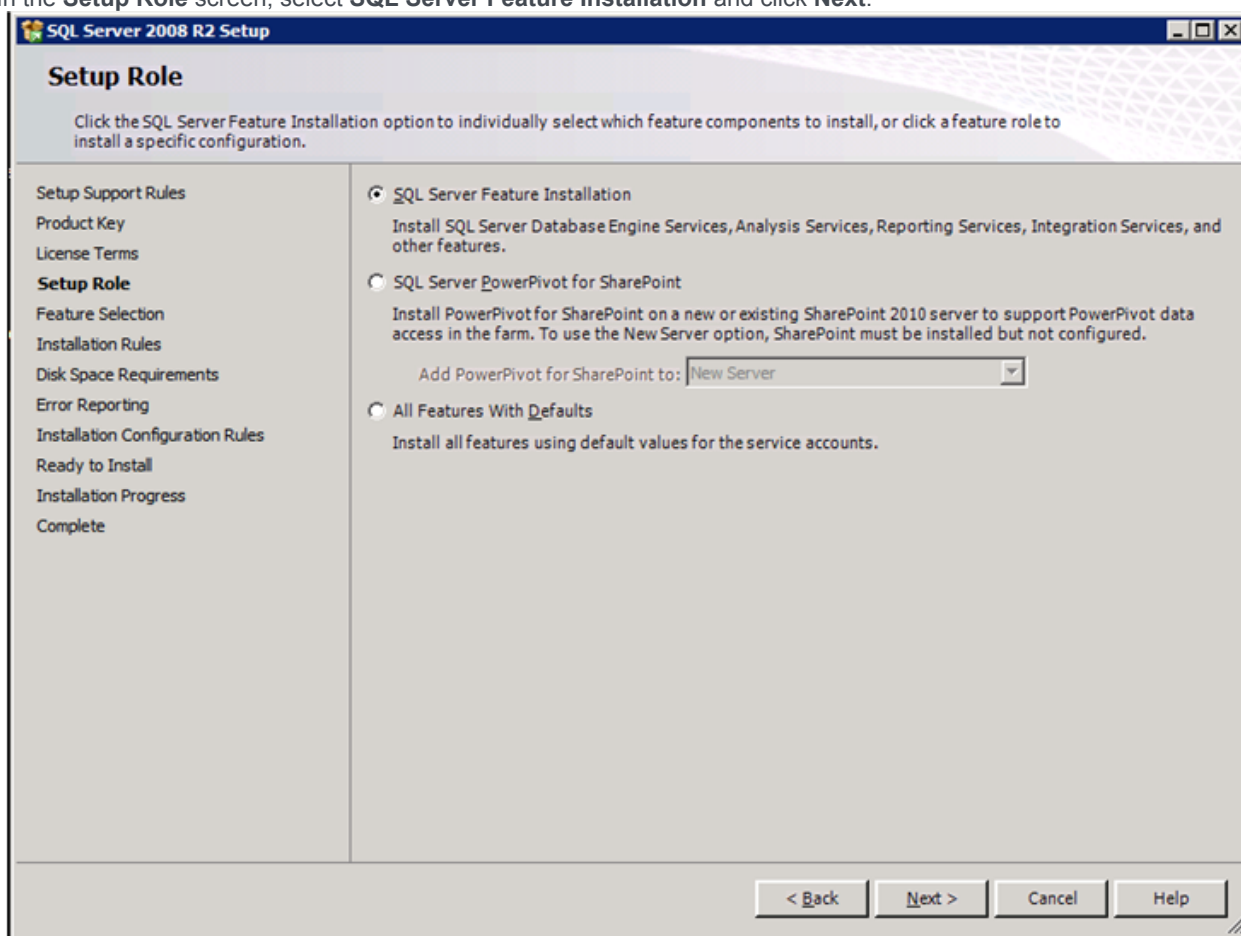 In the Setup Role screen, select SQL Server Feature Installation and click Next.
SQL Server 2008 R2 Setup
Setup Role
Click the SQL Server Feature Installation option to individually select which feature components to install, or click a feature role to
install a specific configuration.
Setup Support Rules
Product Key
License Terms
Setup Role
Feature Selection
Installation Rules
Disk Space Requirements
Error Reporting
Installation Configuration Rules
Ready to Install
Installation Progress
Complete
SQL Server Feature Installation
Install SQL Server Database Engine Services, Analysis Services, Reporting Services, Integration Services, and
other features.
SQL Server PowerPivot for SharePoint
Install PowerPivot for SharePoint on a new or existing SharePoint 2010 server to support PowerPivot data
access in the farm. To use the New Server option, SharePoint must be installed but not configured.
Add PowerPivot for SharePoint to: New Server
All Features With Defaults
Install all features using default values for the service accounts.
< Back Next > Cancel Help